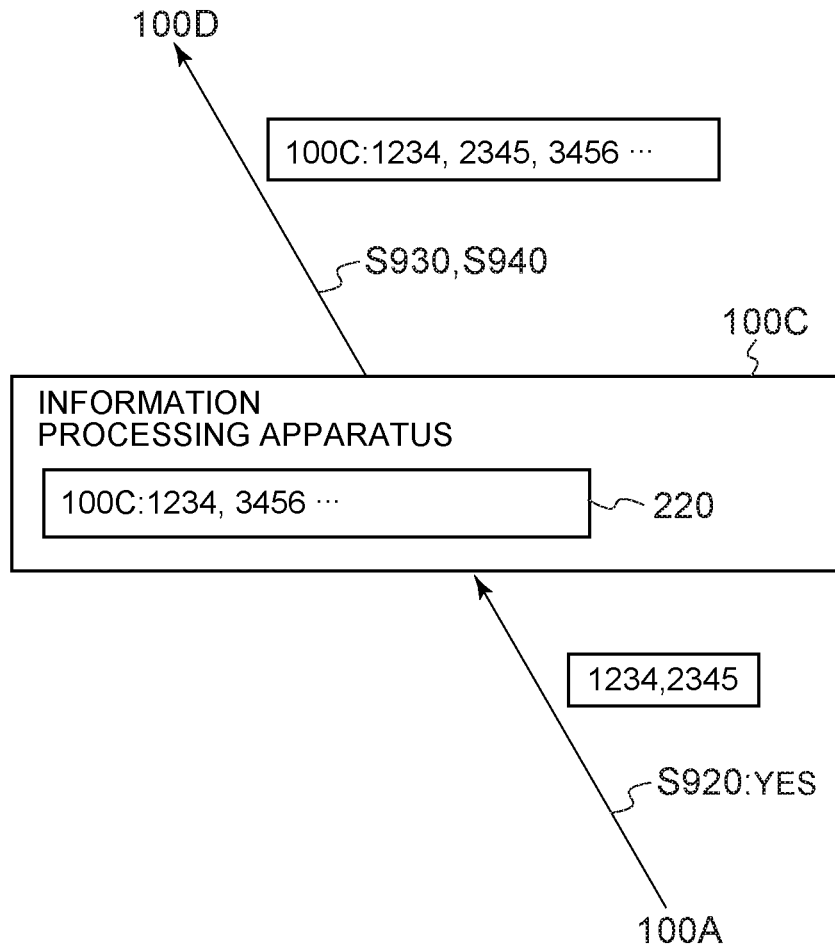 100D
100C:1234, 2345, 3456 ···
S930,S940
100C
INFORMATION
PROCESSING APPARATUS
100C:1234, 3456 ···
220
1234,2345
S920:YES
100A